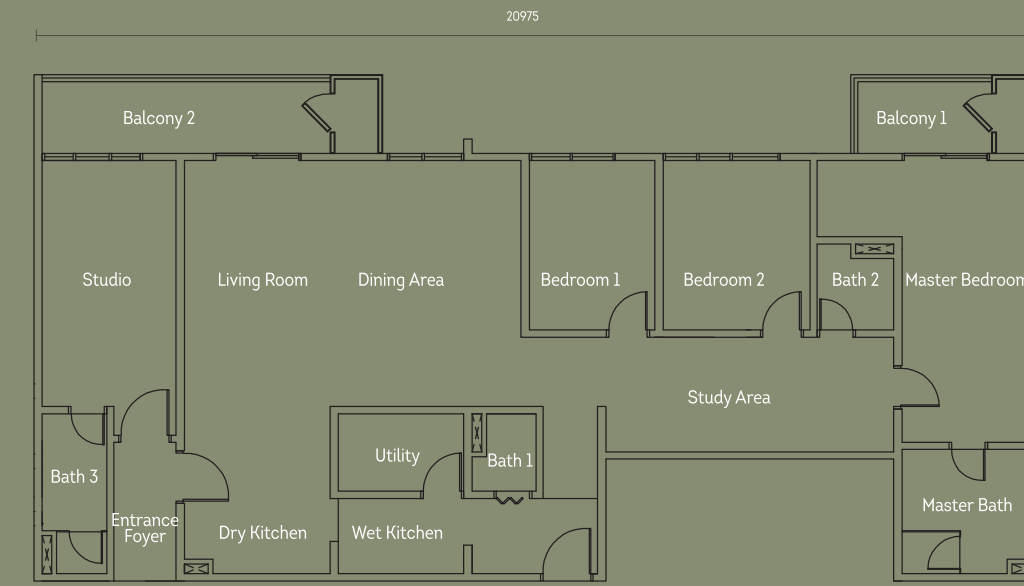 20975
Balcony 2
Balcony 1
Studio
Living Room
Dining Area
Bedroom 1
Bedroom 2
Bath 2
Master Bedroom
Study Area
Utility
Bath 1
Bath 3
Master Bath
Entrance
Foyer
Dry Kitchen
Wet Kitchen